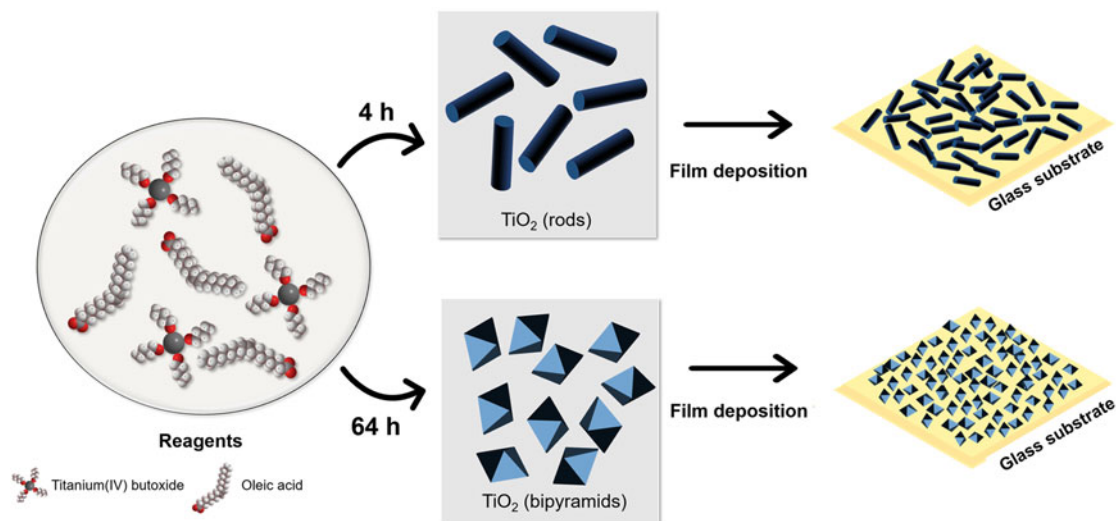 4 h
TiO2 (rods)
Film deposition
Glass substrate
64 h
TiO2 (bipyramids)
Film deposition
Glass substrate
Reagents
Titanium(IV) butoxide
Oleic acid